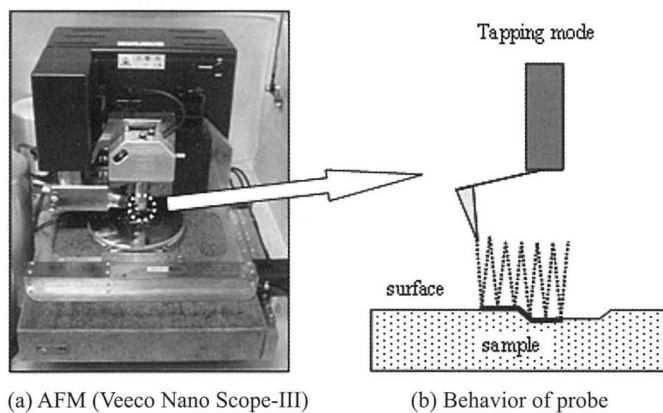 Tapping mode
surface
sample
(a) AFM (Veeco Nano Scope-III)
(b) Behavior of probe